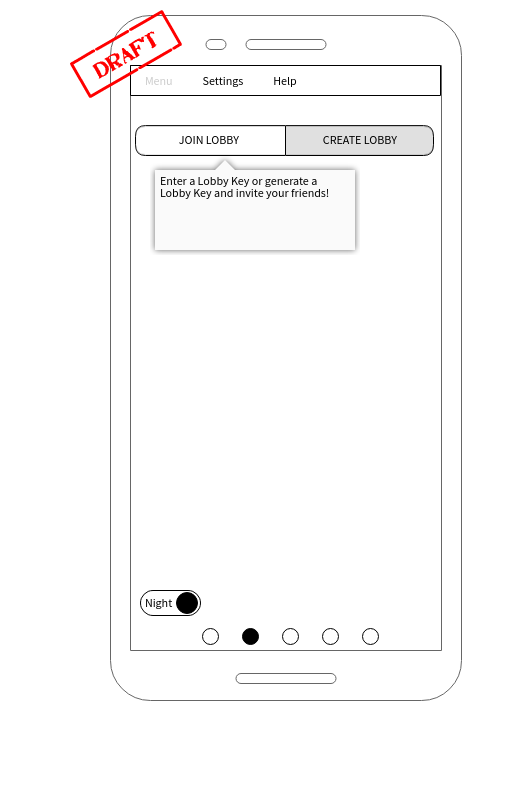 DRAFT
Menu Settings Help
JOIN LOBBY CREATE LOBBY
Enter a Lobby Key or generate a
Lobby Key and invite your friends!
Night